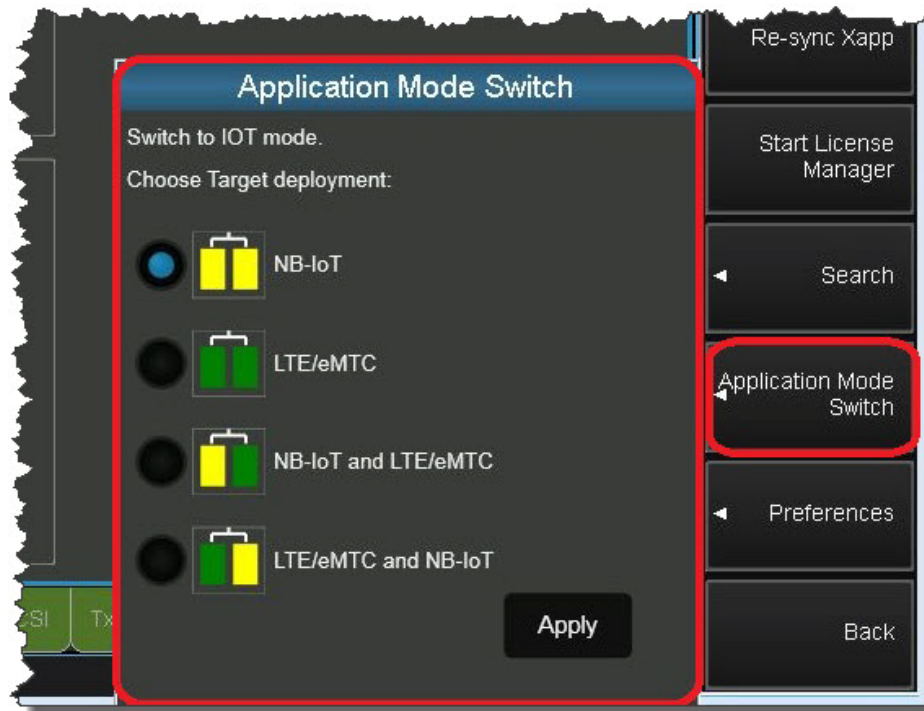 Application Mode Switch
Switch to IOT mode.
Choose Target deployment:
NB-IoT
LTE/eMTC
NB-IoT and LTE/eMTC
LTE/eMTC and NB-IoT
Apply
Re-sync Xapp
Start License
Manager
Search
Application Mode
Switch
Preferences
Back
Tx